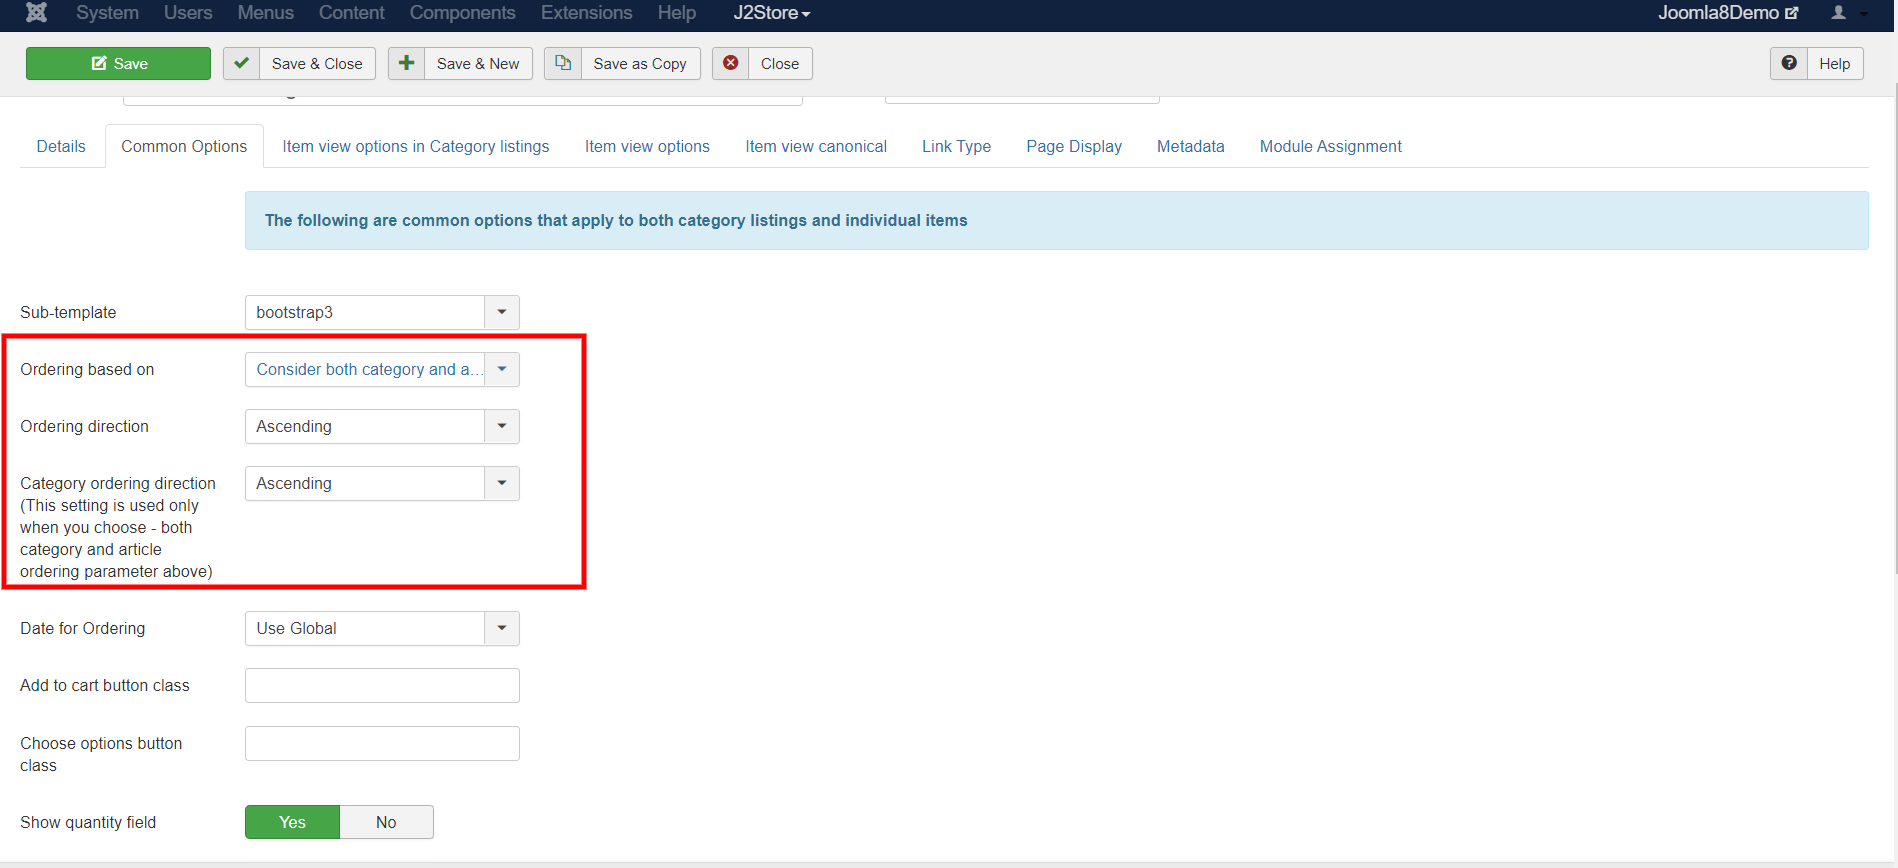 System Users Menus Content Components Extensions Help J2Store Joomla8Demo
Save Save & Close Save & New Save as Copy Close Help
Details Common Options Item view options in Category listings Item view options Item view canonical Link Type Page Display Metadata Module Assignment
The following are common options that apply to both category listings and individual items
Sub-template bootstrap3
Ordering based on Consider both category and a...
Ordering direction Ascending
Category ordering direction Ascending
(This setting is used only
when you choose - both
category and article
ordering parameter above)
Date for Ordering Use Global
Add to cart button class
Choose options button
class
Show quantity field Yes No